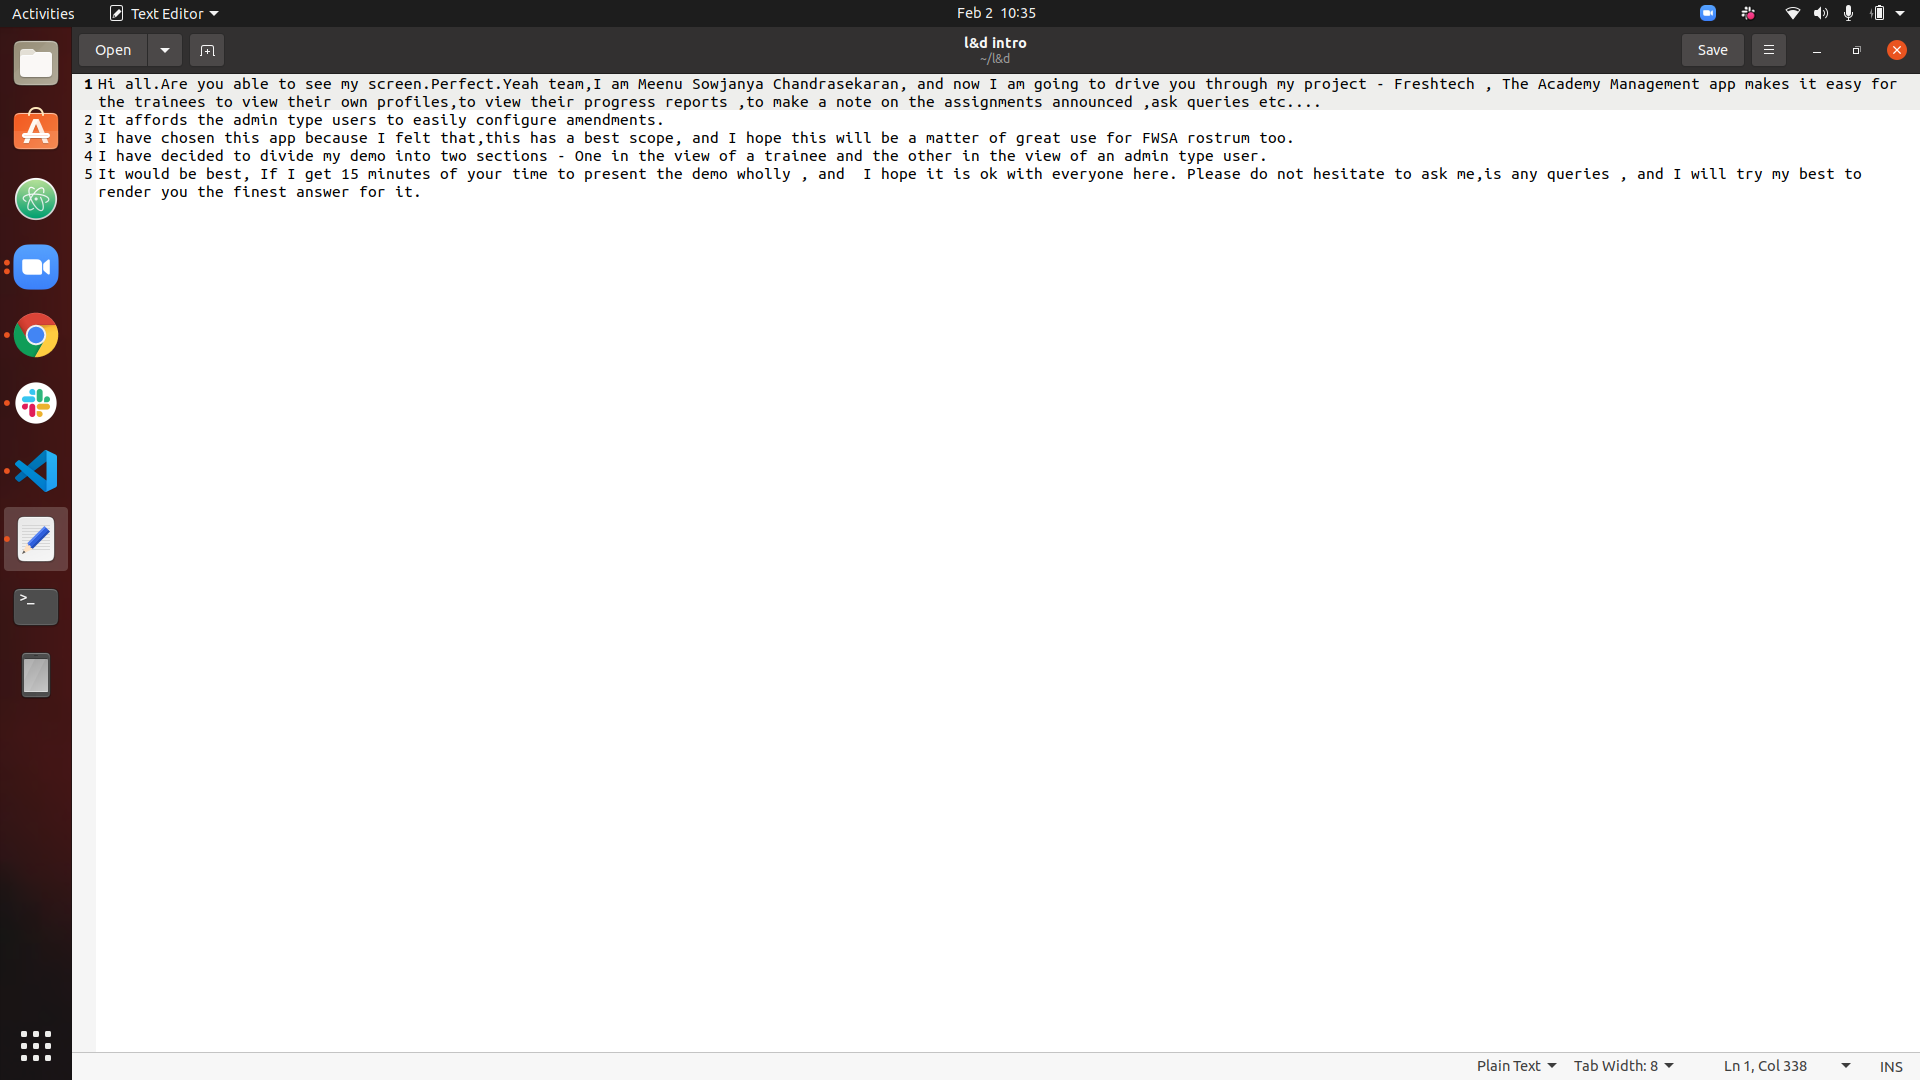 Activities
Text Editor
Feb 2 10:35
Open
l&d intro
~/l&d
Save
1 Hi all.Are you able to see my screen.Perfect.Yeah team,I am Meenu Sowjanya Chandrasekaran, and now I am going to drive you through my project - Freshtech , The Academy Management app makes it easy for
the trainees to view their own profiles,to view their progress reports ,to make a note on the assignments announced ,ask queries etc....
2 It affords the admin type users to easily configure amendments.
3 I have chosen this app because I felt that,this has a best scope, and I hope this will be a matter of great use for FWSA rostrum too.
4 I have decided to divide my demo into two sections - One in the view of a trainee and the other in the view of an admin type user.
5 It would be best, If I get 15 minutes of your time to present the demo wholly , and  I hope it is ok with everyone here. Please do not hesitate to ask me,is any queries , and I will try my best to
render you the finest answer for it.
Plain Text
Tab Width: 8
Ln 1, Col 338
INS